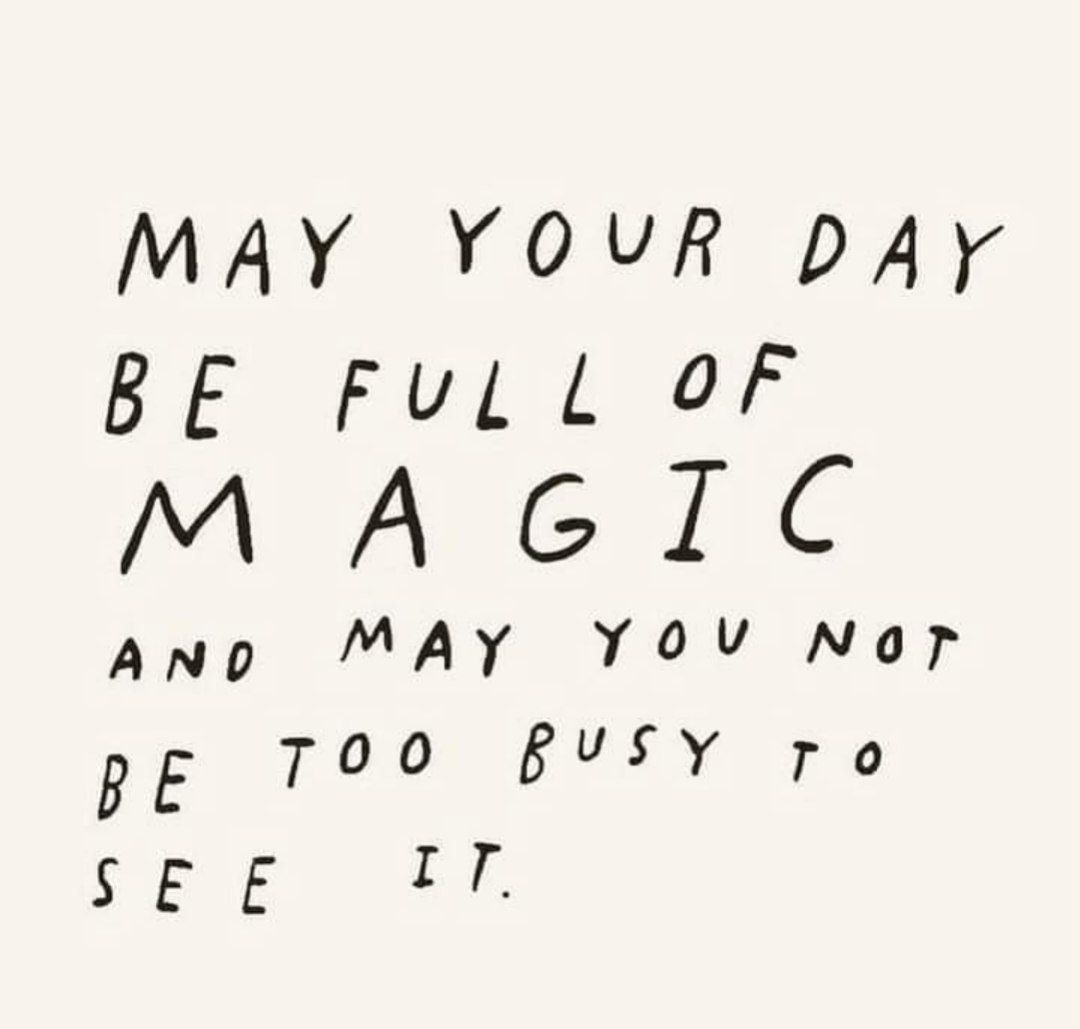 MAY YOUR DAY
BE FULL OF
MAGIC
AND MAY YOU NOT
BE TOO BUSY TO
SEE IT.